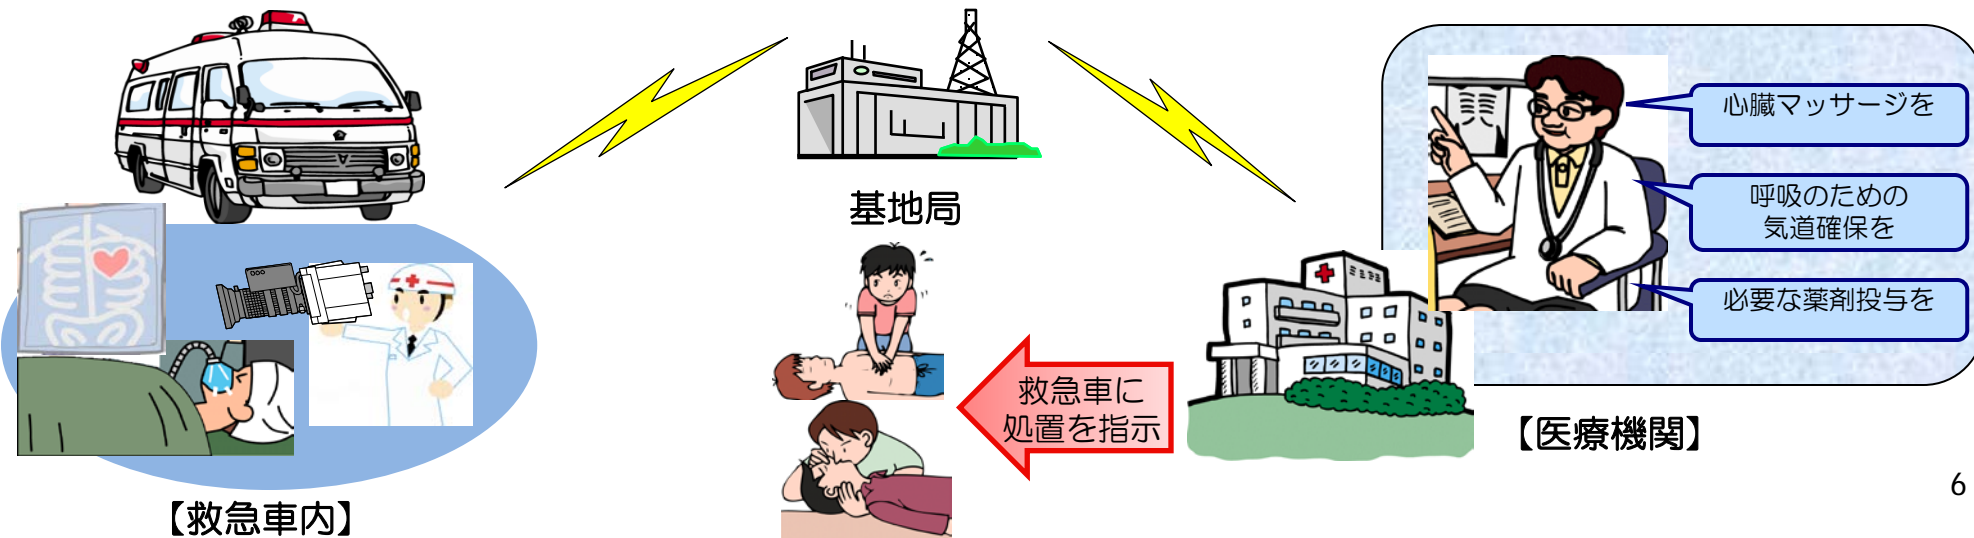 基地局
心臓マッサージを
呼吸のための
気道確保を
必要な薬剤投与を
救急車に
処置を指示
【医療機関】
【救急車内】
6